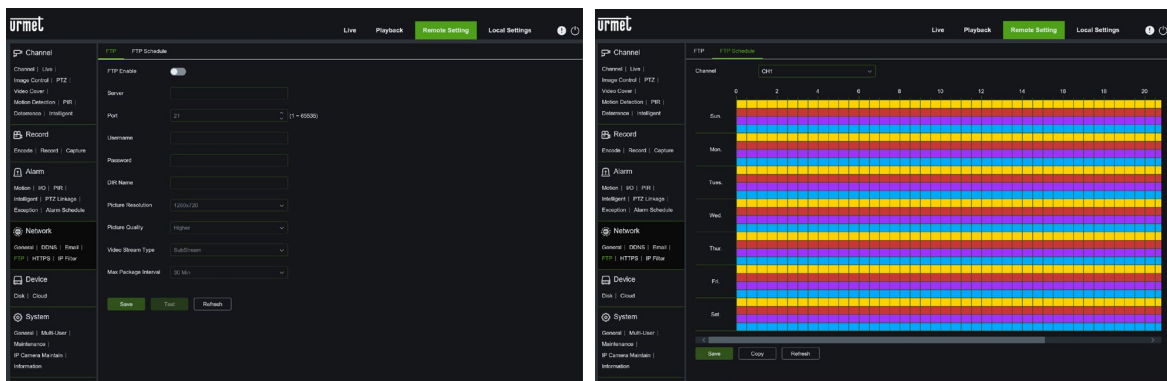 urmet
Live Playback Remote Setting Local Settings
Channel
Channel | Live |
Image Control | PTZ |
Video Cover |
Motion Detection | PIR |
Deterrence | Intelligent
Record
Encode | Record | Capture
Alarm
Motion | I/O | PIR |
Intelligent | PTZ Linkage |
Exception | Alarm Schedule
Network
General | DDNS | Email |
FTP | HTTPS | IP Filter
Device
Disk | Cloud
System
General | Multi-User |
Maintenance |
IP Camera Maintain |
Information
FTP FTP Schedule
FTP Enable
Server
Port 21 (1 ~ 65535)
Username
Password
DIR Name
Picture Resolution 1280x720
Picture Quality Higher
Video Stream Type SubStream
Max Package Interval 30 Min
Save Test Refresh
urmet
Live Playback Remote Setting Local Settings
Channel
Channel | Live |
Image Control | PTZ |
Video Cover |
Motion Detection | PIR |
Deterrence | Intelligent
Record
Encode | Record | Capture
Alarm
Motion | I/O | PIR |
Intelligent | PTZ Linkage |
Exception | Alarm Schedule
Network
General | DDNS | Email |
FTP | HTTPS | IP Filter
Device
Disk | Cloud
System
General | Multi-User |
Maintenance |
IP Camera Maintain |
Information
FTP FTP Schedule
Channel CH1
0 2 4 6 8 10 12 14 16 18 20
Sun.
Mon.
Tues.
Wed.
Thur.
Fri.
Sat
Save Copy Refresh